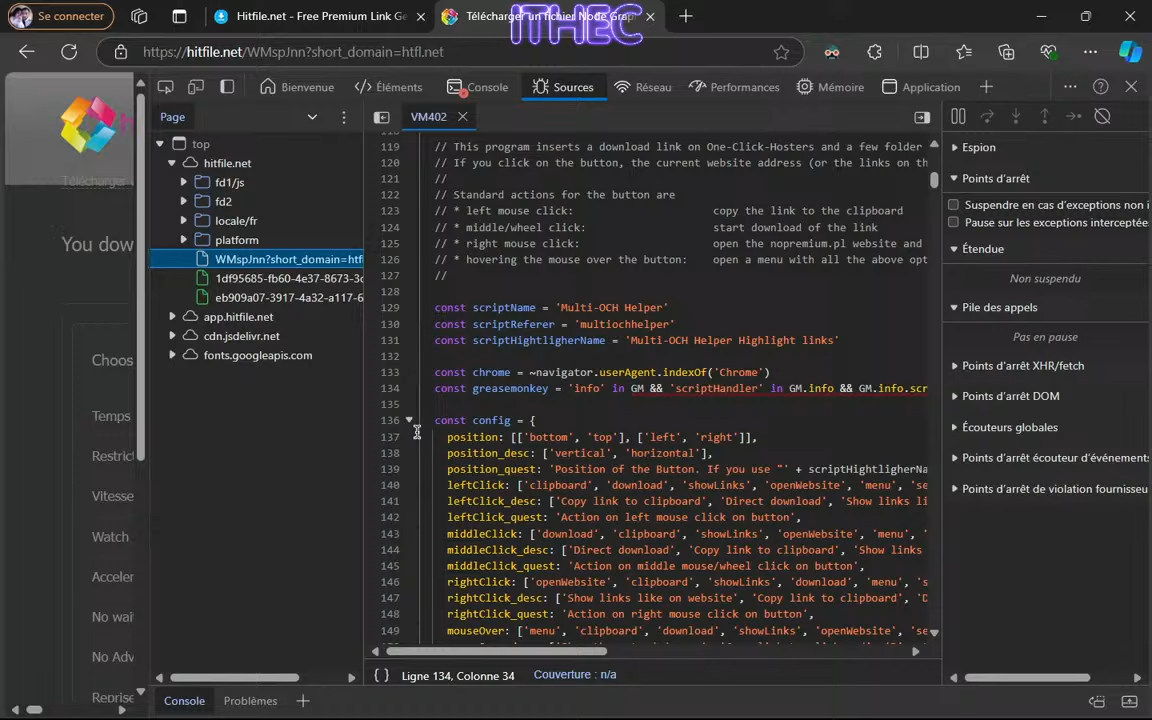 Se connecter
Hitfile.net - Free Premium Link Ge
Télécharger un fichier Node Grap
ITHEC
https://hitfile.net/WMspJnn?short_domain=htfl.net
Bienvenue
Éléments
Console
Sources
Réseau
Performances
Mémoire
Application
Page
VM402
top
hitfile.net
fd1/js
fd2
locale/fr
platform
WMspJnn?short_domain=htfl
1df95685-fb60-4e37-8673-3c
eb909a07-3917-4a32-a117-6
app.hitfile.net
cdn.jsdelivr.net
fonts.googleapis.com
Télécharger
You dow
Choos
Temps
Restric
Vitesse
Watch
Acceler
No wai
No Adv
Reprise
119 // This program inserts a download link on One-Click-Hosters and a few folder
120 // If you click on the button, the current website address (or the links on th
121 //
122 // Standard actions for the button are
123 // * left mouse click: copy the link to the clipboard
124 // * middle/wheel click: start download of the link
125 // * right mouse click: open the nopremium.pl website and
126 // * hovering the mouse over the button: open a menu with all the above opt
127 //
128
129 const scriptName = 'Multi-OCH Helper'
130 const scriptReferer = 'multiochhelper'
131 const scriptHightligherName = 'Multi-OCH Helper Highlight links'
132
133 const chrome = ~navigator.userAgent.indexOf('Chrome')
134 const greasemonkey = 'info' in GM && 'scriptHandler' in GM.info && GM.info.scr
135
136 const config = {
137 position: [['bottom', 'top'], ['left', 'right']],
138 position_desc: ['vertical', 'horizontal'],
139 position_quest: 'Position of the Button. If you use "' + scriptHightligherNa
140 leftClick: ['clipboard', 'download', 'showLinks', 'openWebsite', 'menu', 'se
141 leftClick_desc: ['Copy link to clipboard', 'Direct download', 'Show links li
142 leftClick_quest: 'Action on left mouse click on button',
143 middleClick: ['download', 'clipboard', 'showLinks', 'openWebsite', 'menu', '
144 middleClick_desc: ['Direct download', 'Copy link to clipboard', 'Show links
145 middleClick_quest: 'Action on middle mouse/wheel click on button',
146 rightClick: ['openWebsite', 'clipboard', 'showLinks', 'download', 'menu', 's
147 rightClick_desc: ['Show links like on website', 'Copy link to clipboard', 'D
148 rightClick_quest: 'Action on right mouse click on button',
149 mouseOver: ['menu', 'clipboard', 'download', 'showLinks', 'openWebsite', 'se
{ } Ligne 134, Colonne 34
Couverture : n/a
Espion
Points d'arrêt
Suspendre en cas d'exceptions non i
Pause sur les exceptions interceptée
Étendue
Non suspendu
Pile des appels
Pas en pause
Points d'arrêt XHR/fetch
Points d'arrêt DOM
Écouteurs globales
Points d'arrêt écouteur d'événement
Points d'arrêt de violation fournisseu
Console
Problèmes